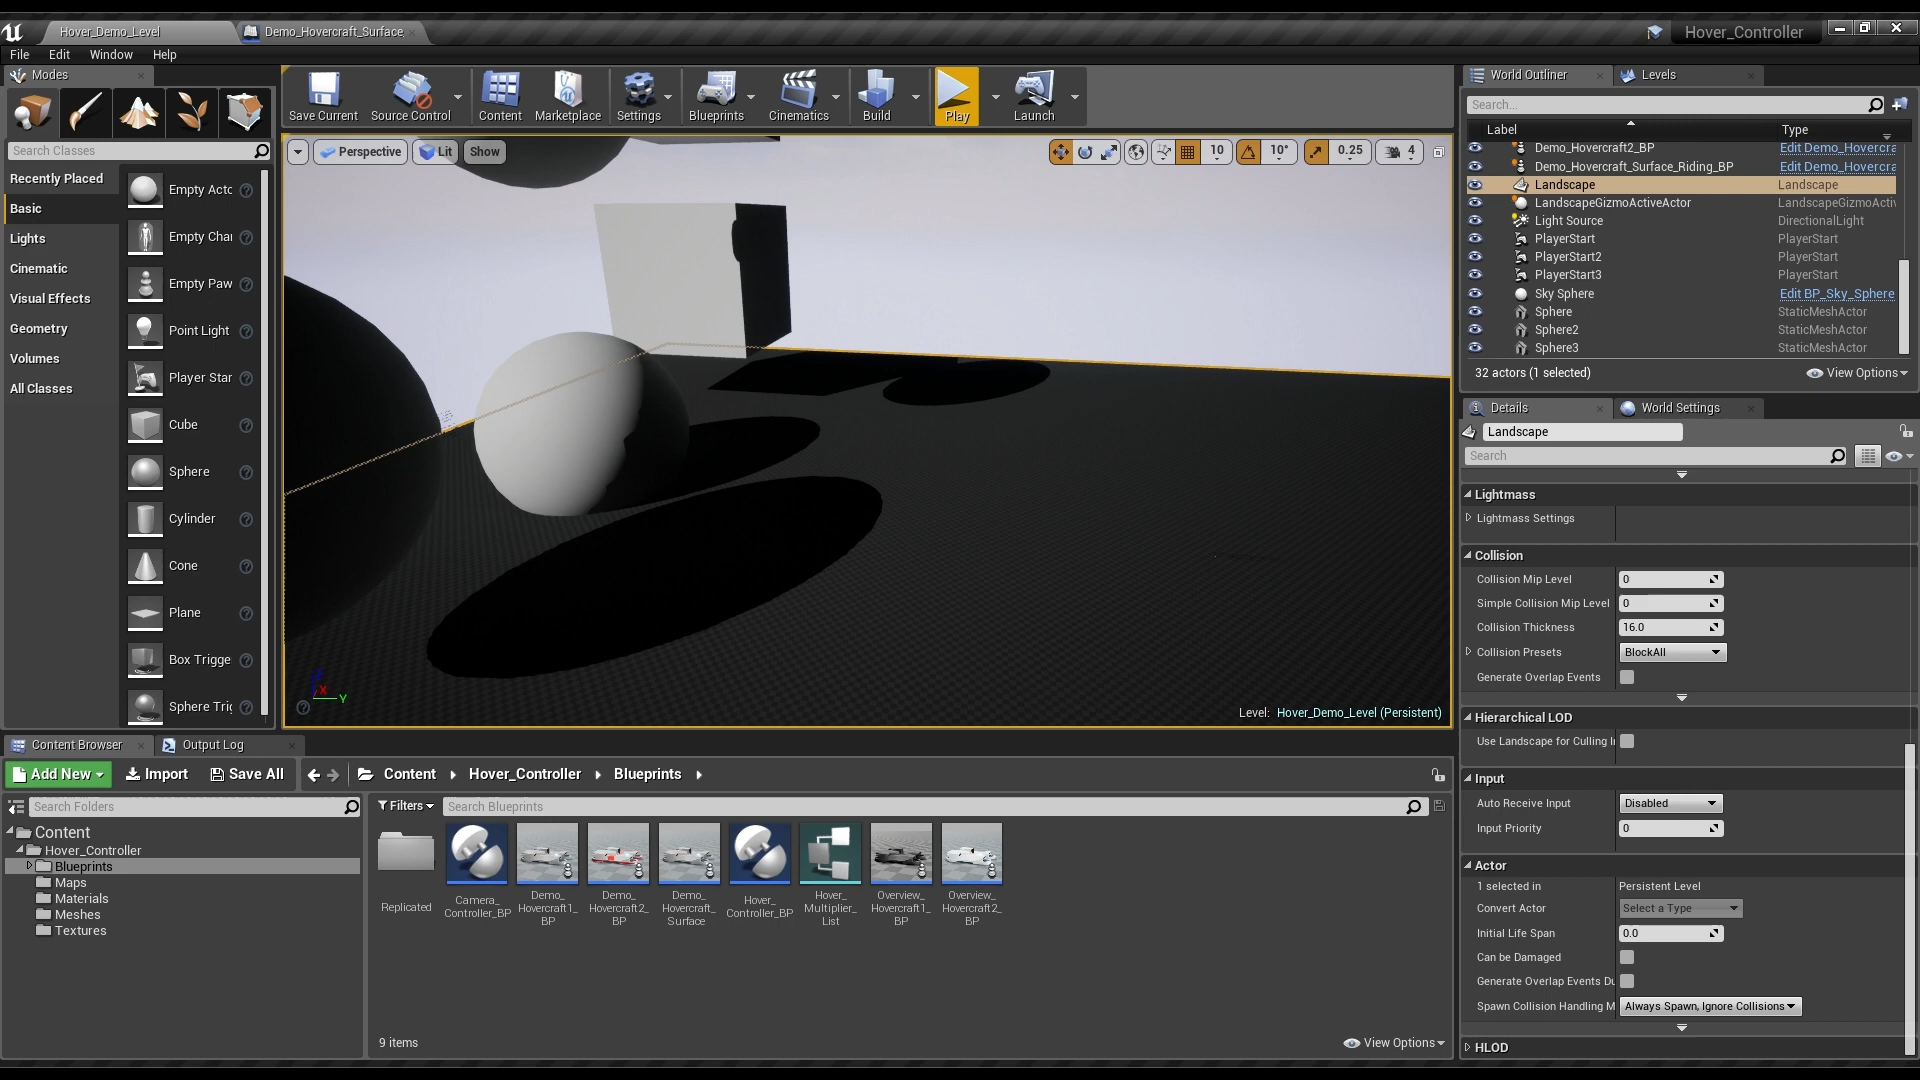 Hover_Demo_Level
Demo_Hovercraft_Surface
Hover_Controller
File Edit Window Help
Modes
Search Classes
Recently Placed
Basic
Lights
Cinematic
Visual Effects
Geometry
Volumes
All Classes
Empty Actc
Empty Char
Empty Paw
Point Light
Player Star
Cube
Sphere
Cylinder
Cone
Plane
Box Trigge
Sphere Tri
Save Current
Source Control
Content
Marketplace
Settings
Blueprints
Cinematics
Build
Play
Launch
Perspective
Lit
Show
10
10°
0.25
4
X
Y
Level: Hover_Demo_Level (Persistent)
World Outliner
Levels
Search...
Label Type
Demo_Hovercraft2_BP Edit Demo_Hovercra
Demo_Hovercraft_Surface_Riding_BP Edit Demo_Hovercra
Landscape Landscape
LandscapeGizmoActiveActor LandscapeGizmoActiv
Light Source DirectionalLight
PlayerStart PlayerStart
PlayerStart2 PlayerStart
PlayerStart3 PlayerStart
Sky Sphere Edit BP_Sky_Sphere
Sphere StaticMeshActor
Sphere2 StaticMeshActor
Sphere3 StaticMeshActor
32 actors (1 selected)
View Options
Details
World Settings
Landscape
Search
Lightmass
Lightmass Settings
Collision
Collision Mip Level 0
Simple Collision Mip Level 0
Collision Thickness 16.0
Collision Presets BlockAll
Generate Overlap Events
Hierarchical LOD
Use Landscape for Culling I
Input
Auto Receive Input Disabled
Input Priority 0
Actor
1 selected in Persistent Level
Convert Actor Select a Type
Initial Life Span 0.0
Can be Damaged
Generate Overlap Events Du
Spawn Collision Handling M Always Spawn, Ignore Collisions
HLOD
Content Browser
Output Log
Add New
Import
Save All
Content
Hover_Controller
Blueprints
Search Folders
Content
Hover_Controller
Blueprints
Maps
Materials
Meshes
Textures
Filters
Search Blueprints
Replicated
Camera_
Controller_BP
Demo_
Hovercraft1_
BP
Demo_
Hovercraft2_
BP
Demo_
Hovercraft_
Surface
Hover_
Controller_BP
Hover_
Multiplier_
List
Overview_
Hovercraft1_
BP
Overview_
Hovercraft2_
BP
9 items
View Options